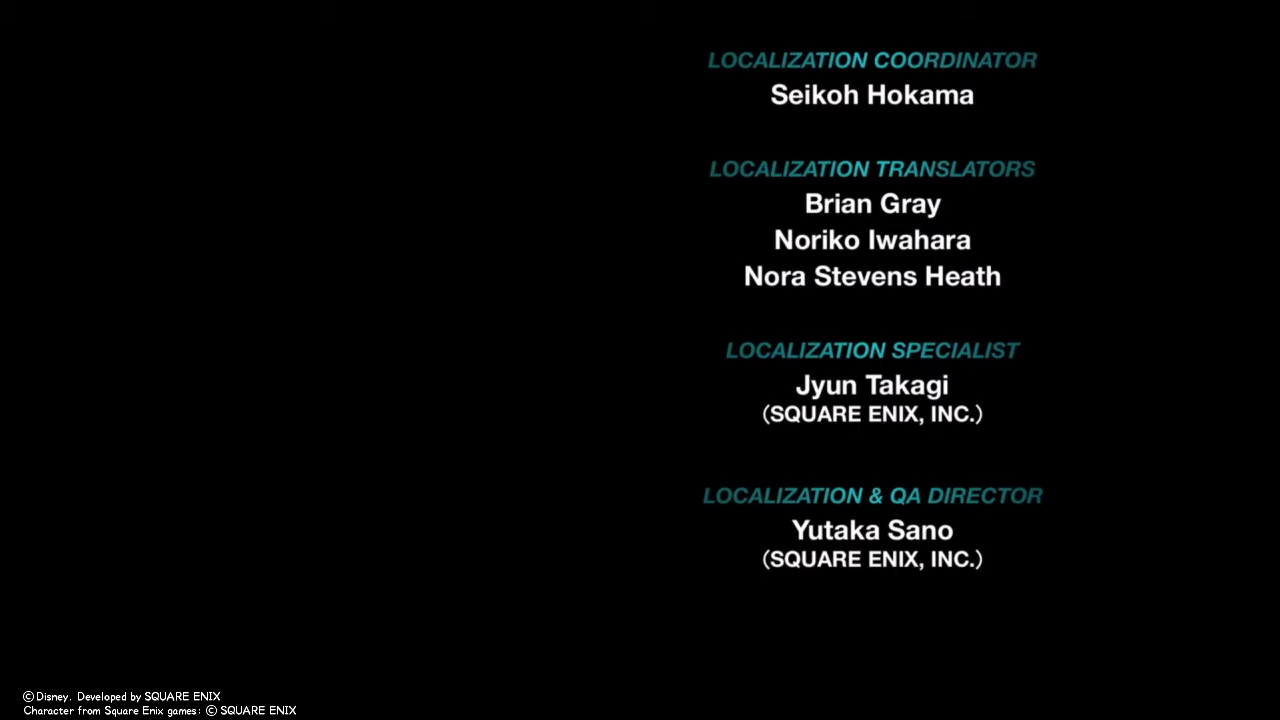 LOCALIZATION COORDINATOR
Seikoh Hokama
LOCALIZATION TRANSLATORS
Brian Gray
Noriko Iwahara
Nora Stevens Heath
LOCALIZATION SPECIALIST
Jyun Takagi
(SQUARE ENIX, INC.)
LOCALIZATION & QA DIRECTOR
Yutaka Sano
(SQUARE ENIX, INC.)
©Disney. Developed by SQUARE ENIX
Character from Square Enix games: © SQUARE ENIX